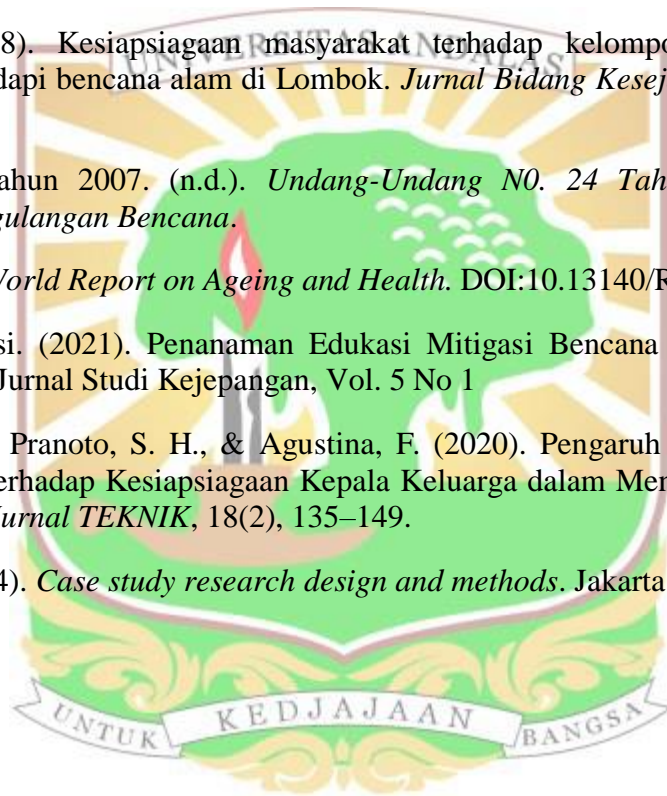 8). Kesiapsiagaan masyarakat terhadap kelompo
UNIVERSITAS ANDALAS
dapi bencana alam di Lombok. Jurnal Bidang Kesej
ahun 2007. (n.d.). Undang-Undang N0. 24 Tah
gulangan Bencana.
World Report on Ageing and Health. DOI:10.13140/R
si. (2021). Penanaman Edukasi Mitigasi Bencana
Jurnal Studi Kejepangan, Vol. 5 No 1
Pranoto, S. H., & Agustina, F. (2020). Pengaruh
erhadap Kesiapsiagaan Kepala Keluarga dalam Men
Jurnal TEKNIK, 18(2), 135–149.
4). Case study research design and methods. Jakarta
UNTUK KEDJAJAAN BANGSA